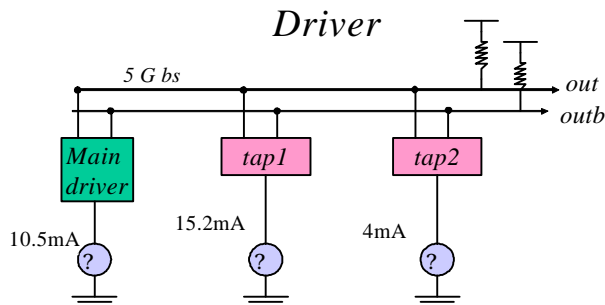 Driver
5 G bs
out
outb
Main
driver
tap1
tap2
10.5mA
15.2mA
4mA
?
?
?